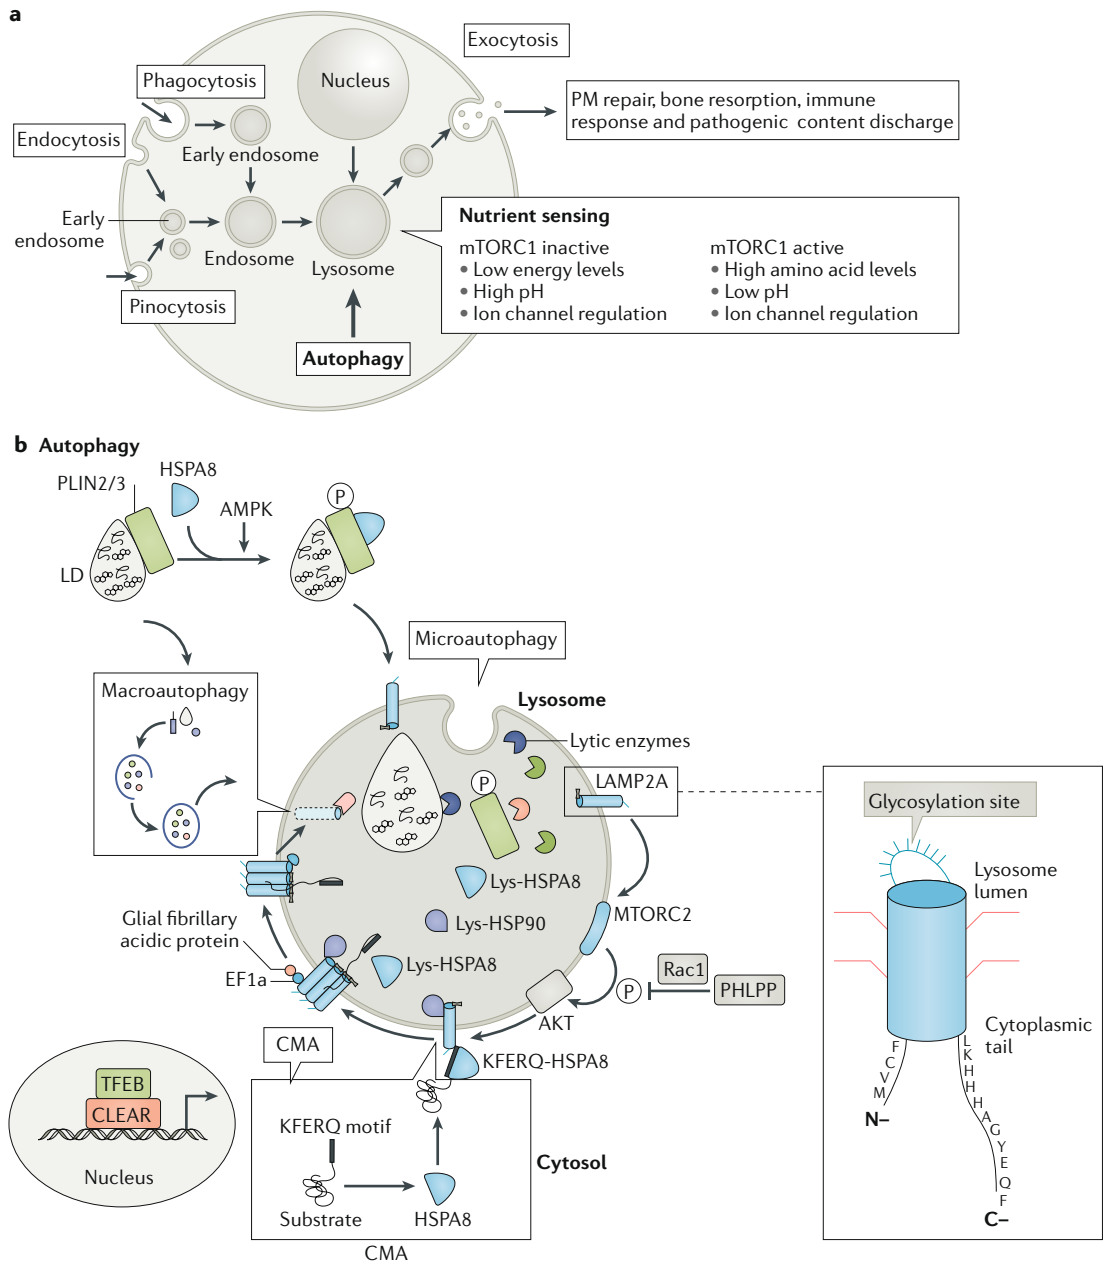 a
Exocytosis
Phagocytosis
Nucleus
PM repair, bone resorption, immune
response and pathogenic content discharge
Endocytosis
Early endosome
Early
endosome
Endosome
Lysosome
Pinocytosis
Nutrient sensing
mTORC1 inactive
• Low energy levels
• High pH
• Ion channel regulation
mTORC1 active
• High amino acid levels
• Low pH
• Ion channel regulation
Autophagy
b Autophagy
HSPA8
PLIN2/3
AMPK
P
LD
Microautophagy
Macroautophagy
Lysosome
Lytic enzymes
LAMP2A
P
Glycosylation site
Lysosome
lumen
Lys-HSPA8
MTORC2
Lys-HSP90
Glial fibrillary
acidic protein
Lys-HSPA8
EF1a
Rac1
P
PHLPP
AKT
CMA
KFERQ-HSPA8
Cytoplasmic
tail
F
C
V
M
N–
L
K
H
H
H
H
A
G
Y
E
Q
F
C–
TFEB
CLEAR
Nucleus
KFERQ motif
Cytosol
Substrate
HSPA8
CMA